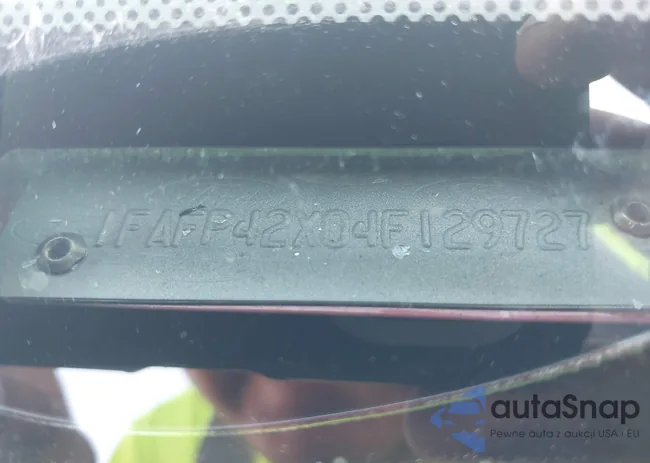 1FAFP42X04F129727
autaSnap
Pewne auta z aukcji USA i EU